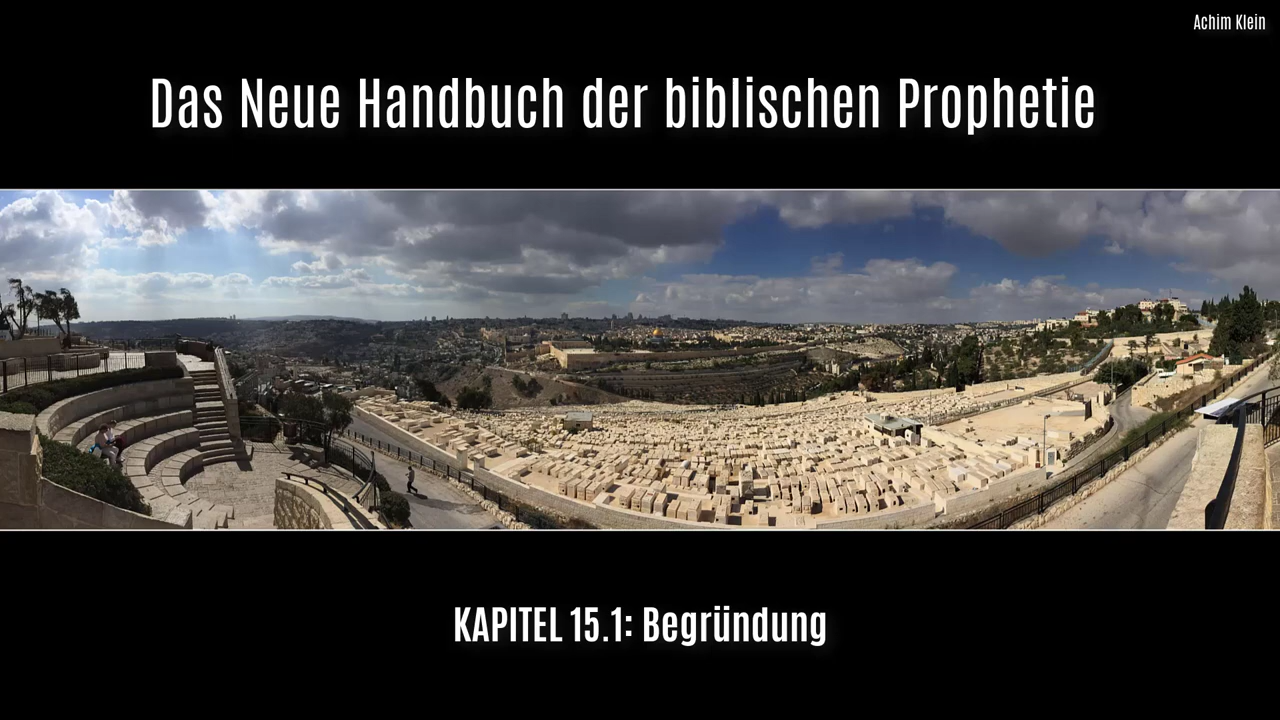 Achim Klein
Das Neue Handbuch der biblischen Prophetie
KAPITEL 15.1: Begründung